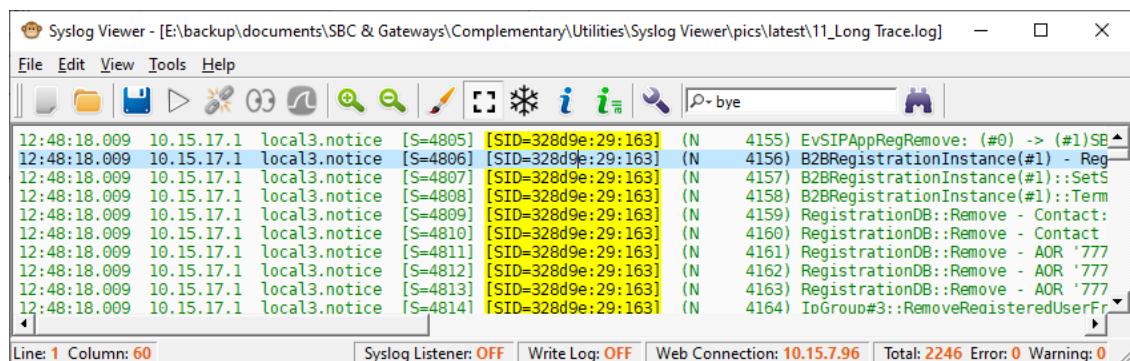 Syslog Viewer - [E:\backup\documents\SBC & Gateways\Complementary\Utilities\Syslog Viewer\pics\latest\11_Long Trace.log]
File Edit View Tools Help
bye
12:48:18.009 10.15.17.1 local3.notice [S=4805] [SID=328d9e:29:163] (N 4155) EvSIPAppRegRemove: (#0) -> (#1)SB
12:48:18.009 10.15.17.1 local3.notice [S=4806] [SID=328d9e:29:163] (N 4156) B2BRegistrationInstance(#1) - Reg
12:48:18.009 10.15.17.1 local3.notice [S=4807] [SID=328d9e:29:163] (N 4157) B2BRegistrationInstance(#1)::SetS
12:48:18.009 10.15.17.1 local3.notice [S=4808] [SID=328d9e:29:163] (N 4158) B2BRegistrationInstance(#1)::Term
12:48:18.009 10.15.17.1 local3.notice [S=4809] [SID=328d9e:29:163] (N 4159) RegistrationDB::Remove - Contact:
12:48:18.009 10.15.17.1 local3.notice [S=4810] [SID=328d9e:29:163] (N 4160) RegistrationDB::Remove - Contact
12:48:18.009 10.15.17.1 local3.notice [S=4811] [SID=328d9e:29:163] (N 4161) RegistrationDB::Remove - AOR '777
12:48:18.009 10.15.17.1 local3.notice [S=4812] [SID=328d9e:29:163] (N 4162) RegistrationDB::Remove - AOR '777
12:48:18.009 10.15.17.1 local3.notice [S=4813] [SID=328d9e:29:163] (N 4163) RegistrationDB::Remove - AOR '777
12:48:18.009 10.15.17.1 local3.notice [S=4814] [SID=328d9e:29:163] (N 4164) IpGroup#3::RemoveRegisteredUserFr
Line: 1 Column: 60 Syslog Listener: OFF Write Log: OFF Web Connection: 10.15.7.96 Total: 2246 Error: 0 Warning: 0